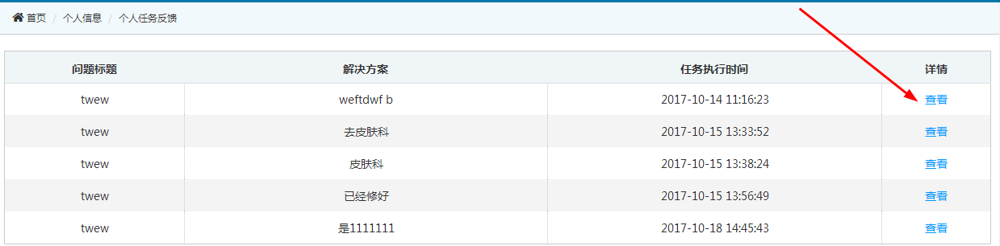 首页 / 个人信息 / 个人任务反馈
问题标题 解决方案 任务执行时间 详情
twew weftdwf b 2017-10-14 11:16:23 查看
twew 去皮肤科 2017-10-15 13:33:52 查看
twew 皮肤科 2017-10-15 13:38:24 查看
twew 已经修好 2017-10-15 13:56:49 查看
twew 是1111111 2017-10-18 14:45:43 查看